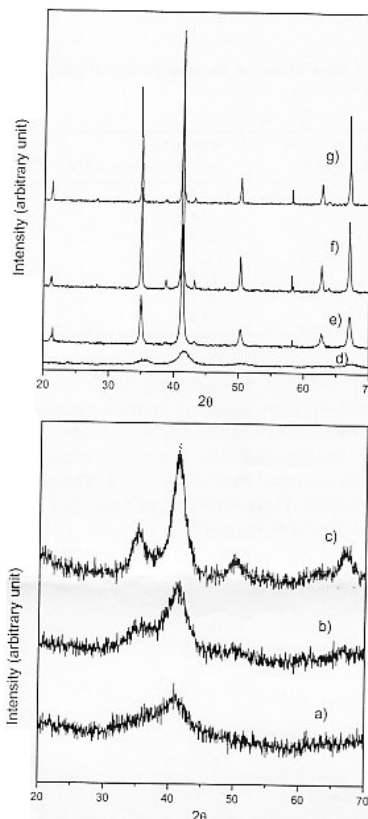 Intensity (arbitrary unit)
g)
f)
e)
d)
20 30 40 50 60 70
2θ
Intensity (arbitrary unit)
c)
b)
a)
20 30 40 50 60 70
2θ